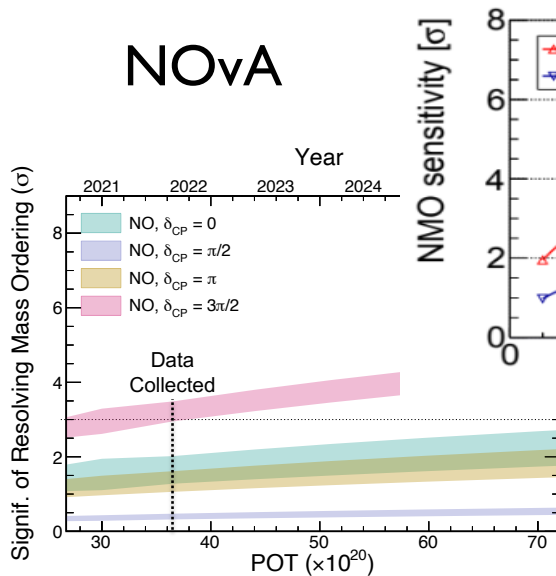 NOvA
Year
2021 2022 2023 2024
Signif. of Resolving Mass Ordering (σ)
8
6
4
2
0
NO, δCP = 0
NO, δCP = π/2
NO, δCP = π
NO, δCP = 3π/2
Data
Collected
30 40 50 60 70
POT (×10²⁰)
NMO sensitivity [σ]
8
6
4
2
0
0